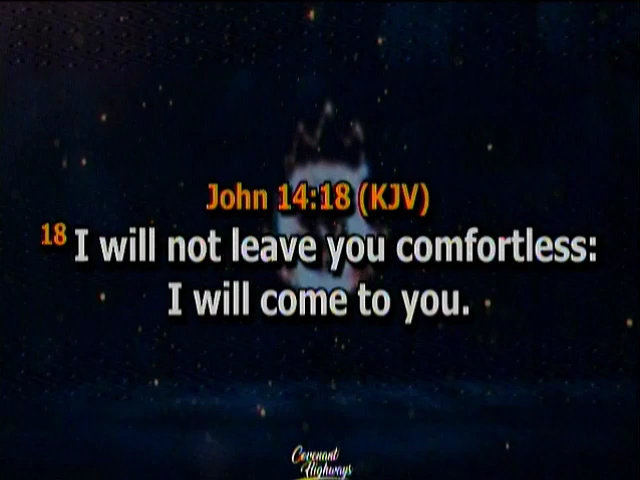 John 14:18 (KJV)
18 I will not leave you comfortless:
I will come to you.
Covenant
Highways